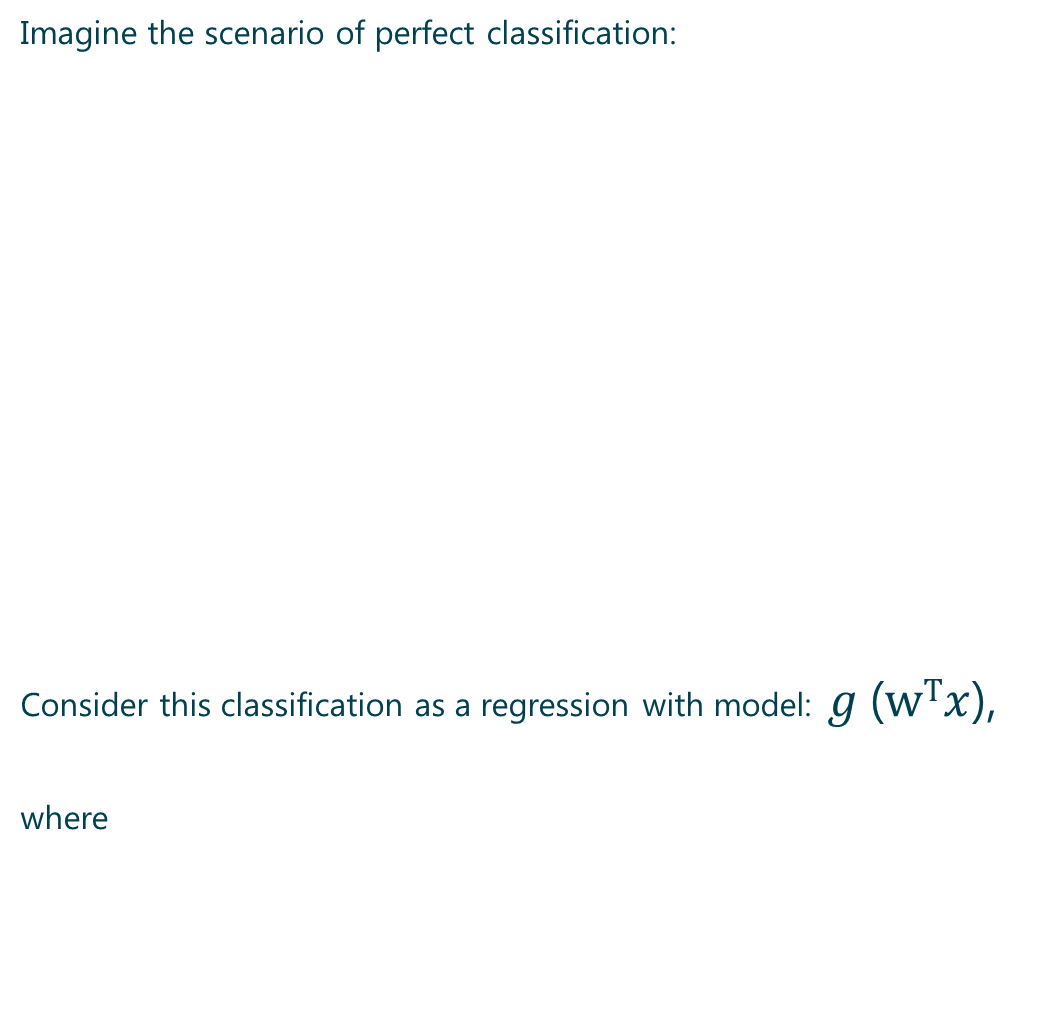 Imagine the scenario of perfect classification:
Consider this classification as a regression with model: g (wᵀx),
where